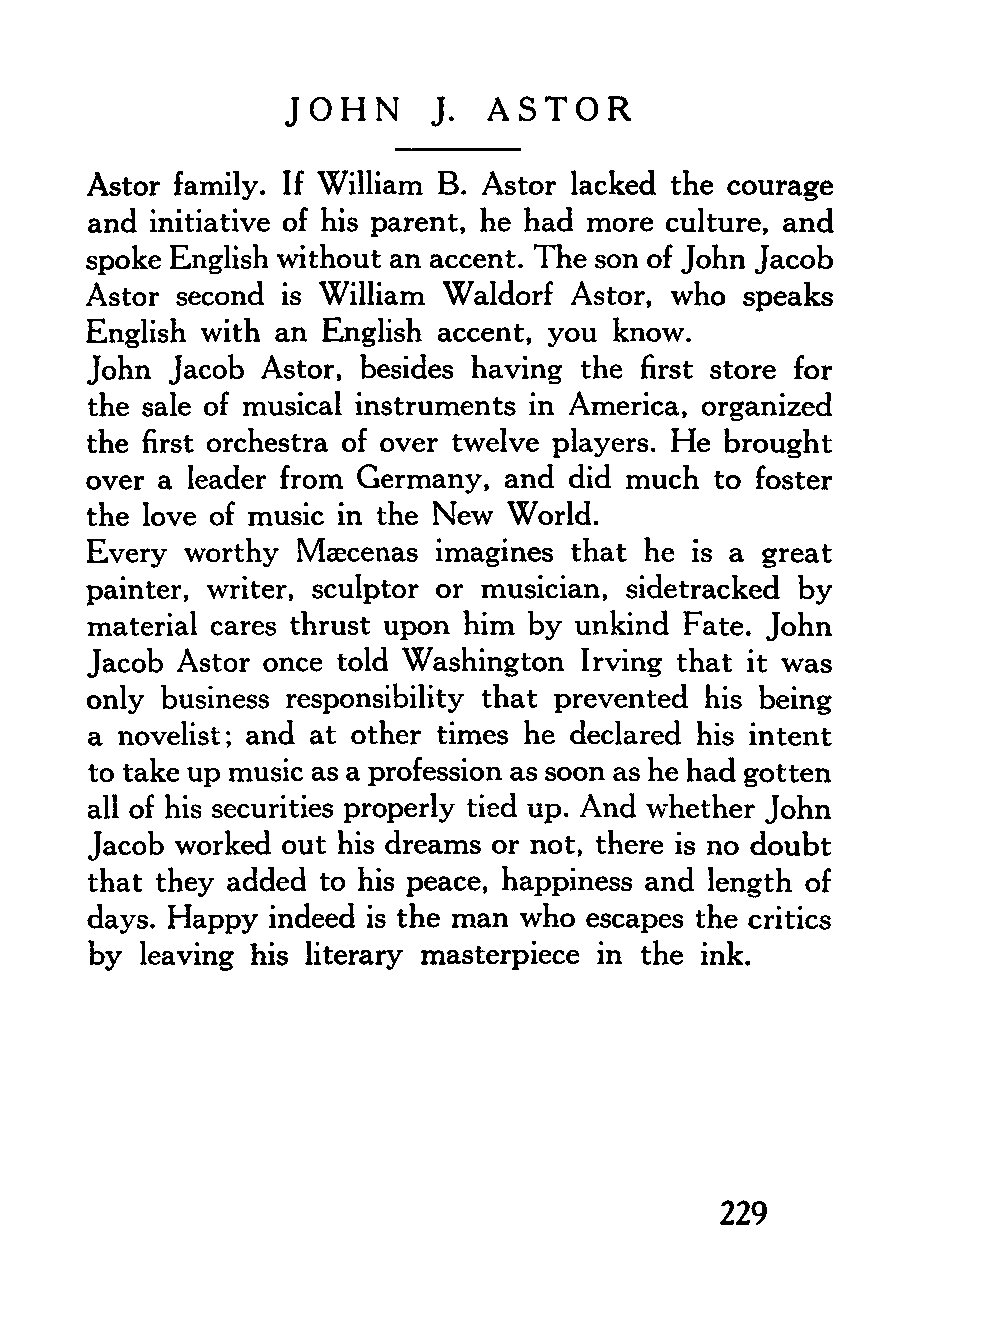 JOHN J. ASTOR
Astor family. If William B. Astor lacked the courage
and initiative of his parent, he had more culture, and
spoke English without an accent. The son of John Jacob
Astor second is William Waldorf Astor, who speaks
English with an English accent, you know.
John Jacob Astor, besides having the first store for
the sale of musical instruments in America, organized
the first orchestra of over twelve players. He brought
over a leader from Germany, and did much to foster
the love of music in the New World.
Every worthy Mæcenas imagines that he is a great
painter, writer, sculptor or musician, sidetracked by
material cares thrust upon him by unkind Fate. John
Jacob Astor once told Washington Irving that it was
only business responsibility that prevented his being
a novelist; and at other times he declared his intent
to take up music as a profession as soon as he had gotten
all of his securities properly tied up. And whether John
Jacob worked out his dreams or not, there is no doubt
that they added to his peace, happiness and length of
days. Happy indeed is the man who escapes the critics
by leaving his literary masterpiece in the ink.
229